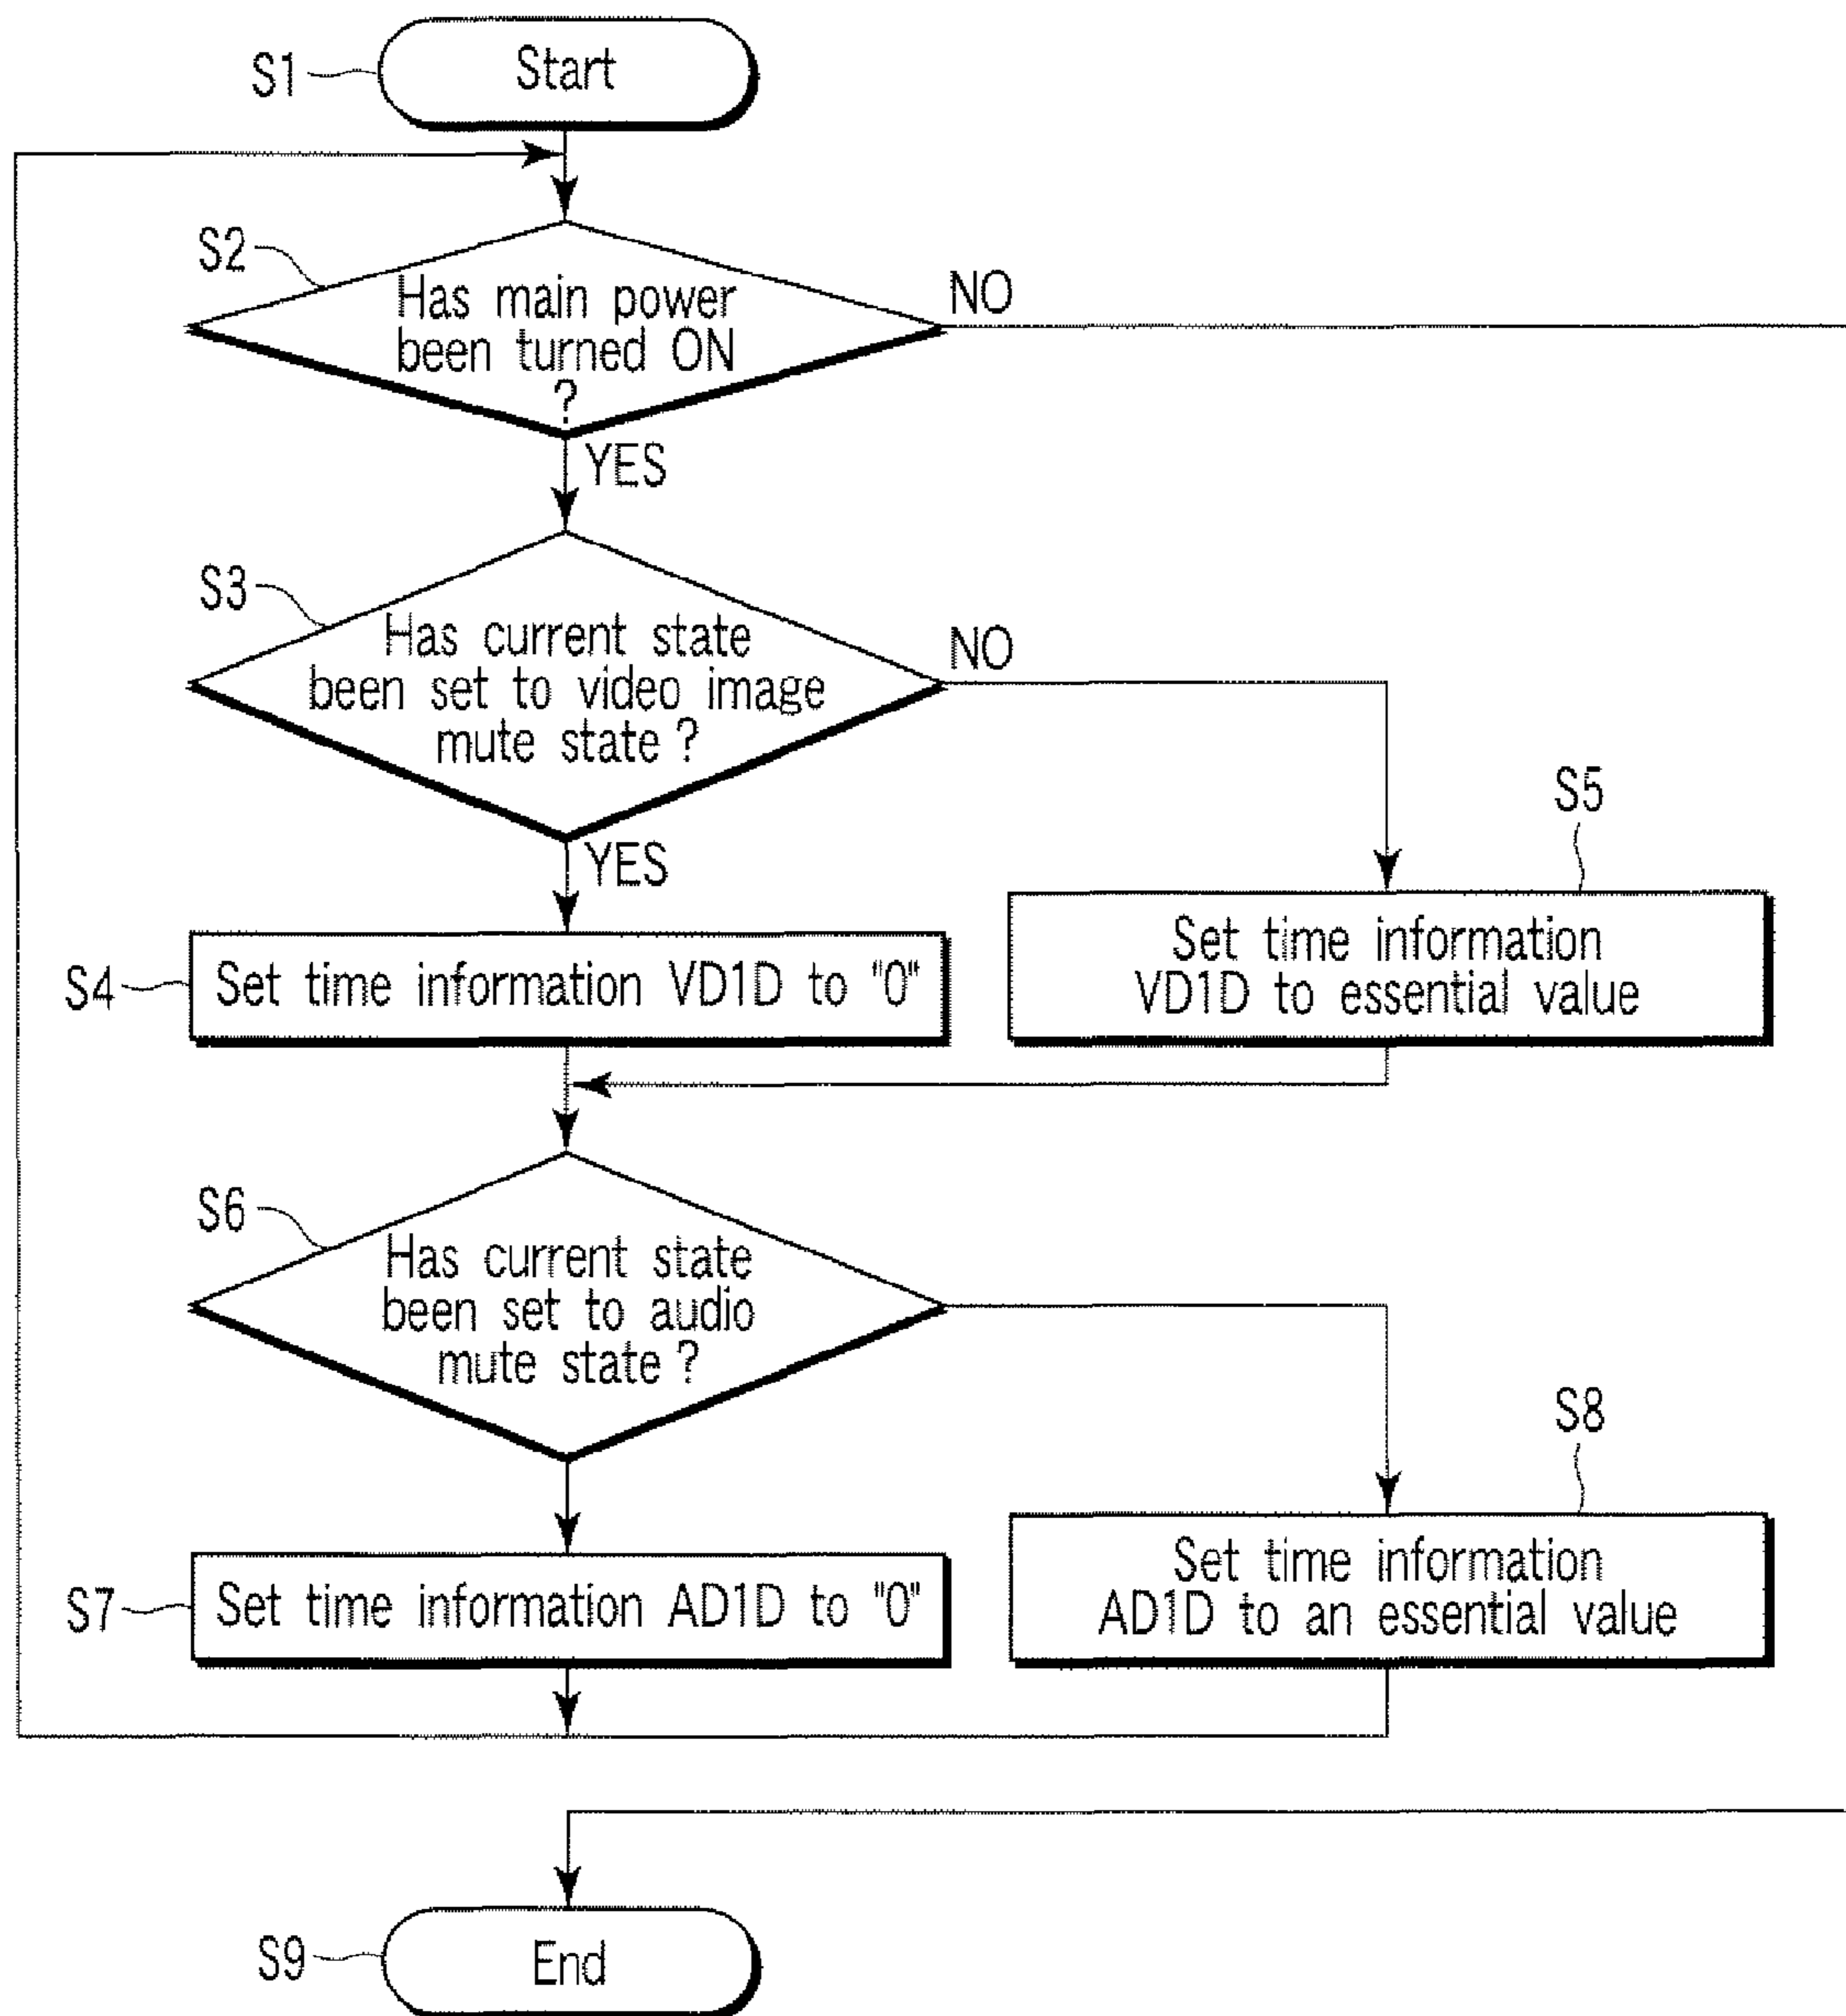 S1
Start
S2
Has main power
been turned ON
?
NO
YES
S3
Has current state
been set to video image
mute state ?
NO
YES
S5
Set time information
VD1D to essential value
S4
Set time information VD1D to "0"
S6
Has current state
been set to audio
mute state ?
S8
Set time information
AD1D to an essential value
S7
Set time information AD1D to "0"
S9
End